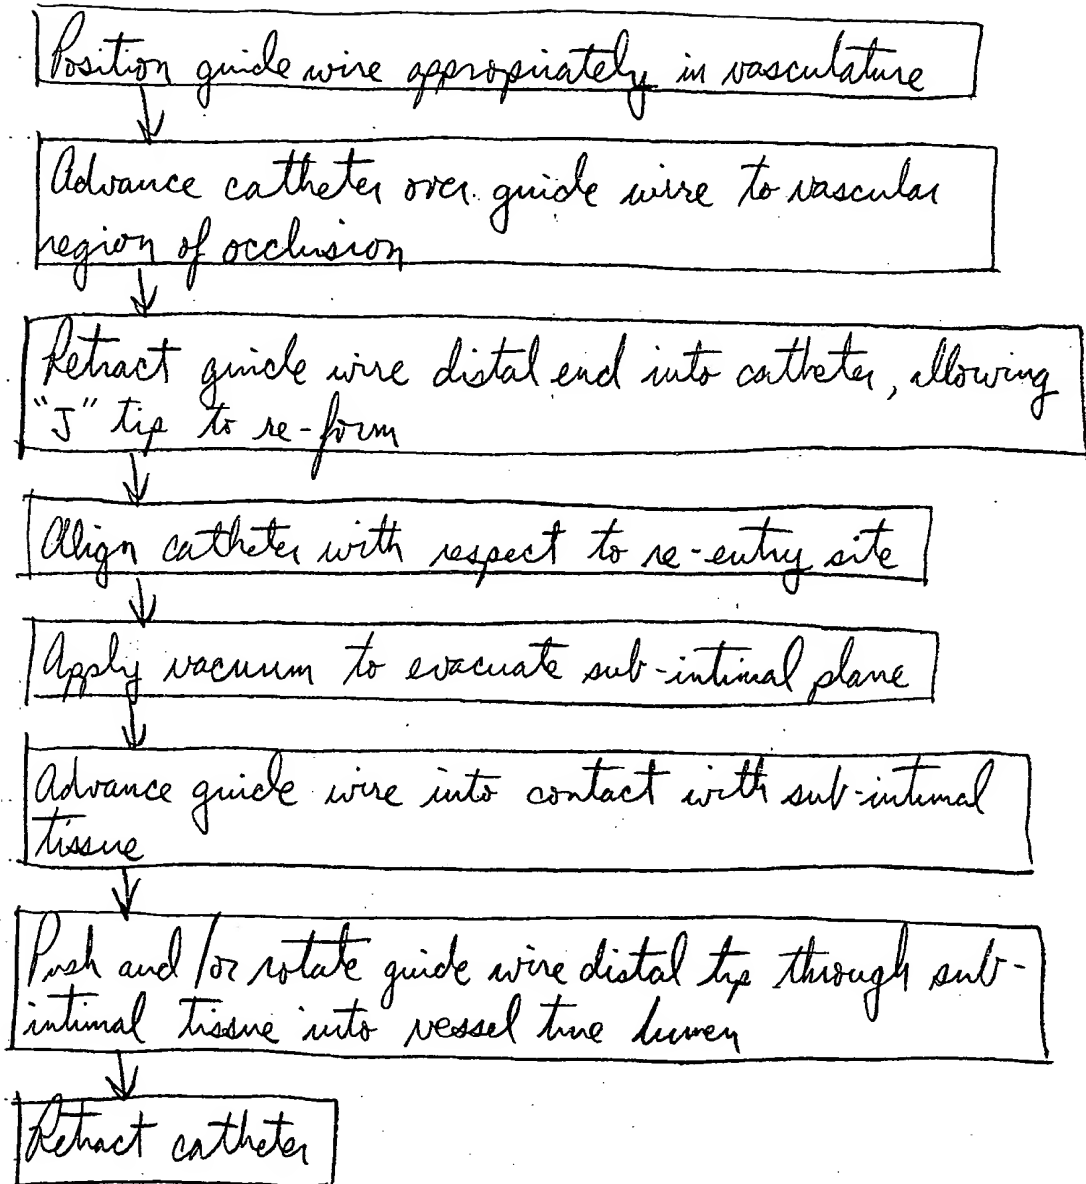 Position guide wire appropriately in vasculature
Advance catheter over guide wire to vascular
region of occlusion
Retract guide wire distal end into catheter, allowing
"J" tip to re-form
Align catheter with respect to re-entry site
Apply vacuum to evacuate sub-intimal plane
Advance guide wire into contact with sub-intimal
tissue
Push and/or rotate guide wire distal tip through sub-
intimal tissue into vessel true lumen
Retract catheter